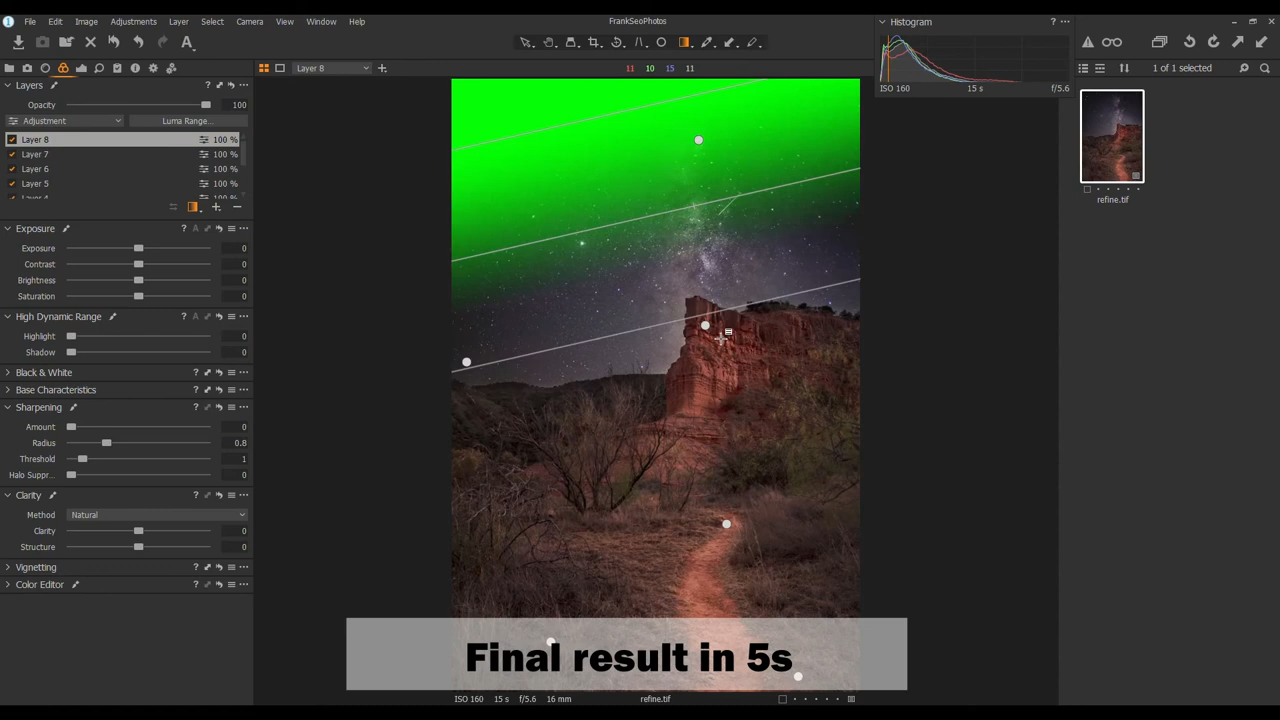 File Edit Image Adjustments Layer Select Camera View Window Help
FrankSeoPhotos
Histogram ? ...
ISO 160 15 s f/5.6
Layer 8
11 10 15 11
1 of 1 selected
refine.tif
Layers ? ...
Opacity 100
Adjustment Luma Range...
Layer 8 100 %
Layer 7 100 %
Layer 6 100 %
Layer 5 100 %
Layer 4 100 %
Exposure ? A ...
Exposure 0
Contrast 0
Brightness 0
Saturation 0
High Dynamic Range ? A ...
Highlight 0
Shadow 0
Black & White ? ...
Base Characteristics ? ...
Sharpening ? ...
Amount 0
Radius 0.8
Threshold 1
Halo Suppr... 0
Clarity ? ...
Method Natural
Clarity 0
Structure 0
Vignetting ? ...
Color Editor ? ...
Final result in 5s
ISO 160 15 s f/5.6 16 mm refine.tif